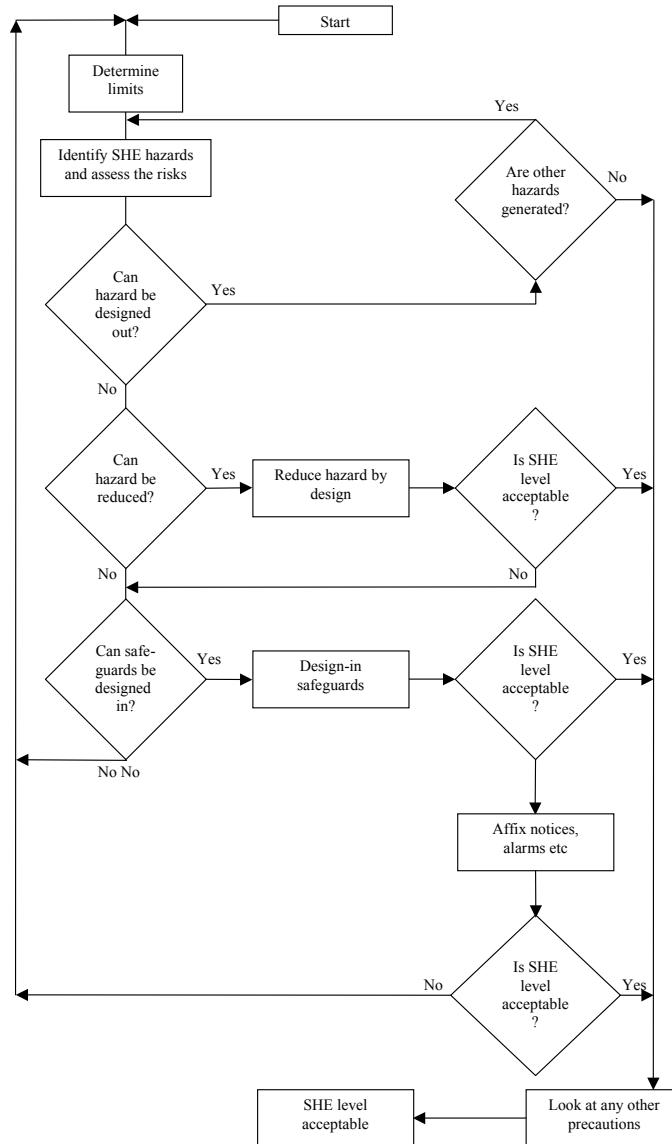 Start
Determine
limits
Yes
Identify SHE hazards
and assess the risks
Are other
hazards
generated?
No
Can
hazard be
designed
out?
Yes
No
Can
hazard be
reduced?
Yes
Reduce hazard by
design
Is SHE
level
acceptable
?
Yes
No
No
Can safe-
guards be
designed
in?
Yes
Design-in
safeguards
Is SHE
level
acceptable
?
Yes
No No
Affix notices,
alarms etc
No
Is SHE
level
acceptable
?
Yes
SHE level
acceptable
Look at any other
precautions